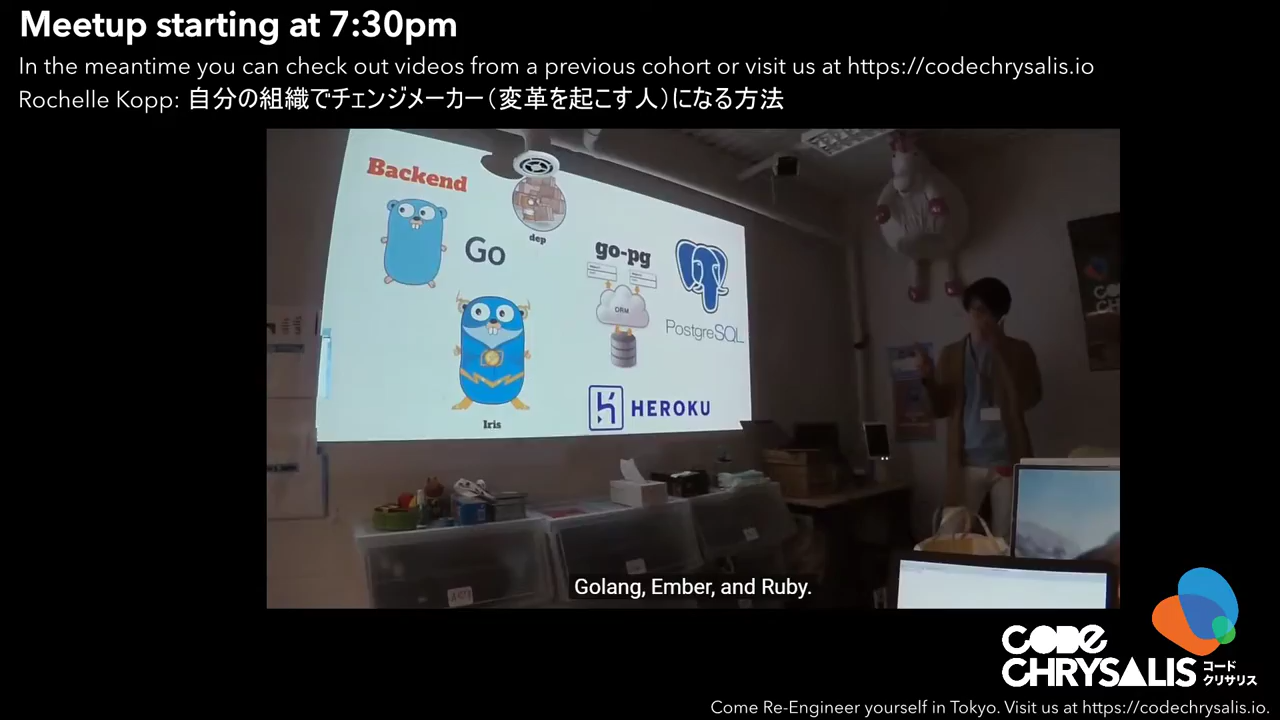 Meetup starting at 7:30pm
In the meantime you can check out videos from a previous cohort or visit us at https://codechrysalis.io
Rochelle Kopp: 自分の組織でチェンジメーカー（変革を起こす人）になる方法
Backend
dep
Go
go-pg
ORM
PostgreSQL
Iris
HEROKU
Golang, Ember, and Ruby.
CODE
CHRYSALIS
コード
クリサリス
Come Re-Engineer yourself in Tokyo. Visit us at https://codechrysalis.io.